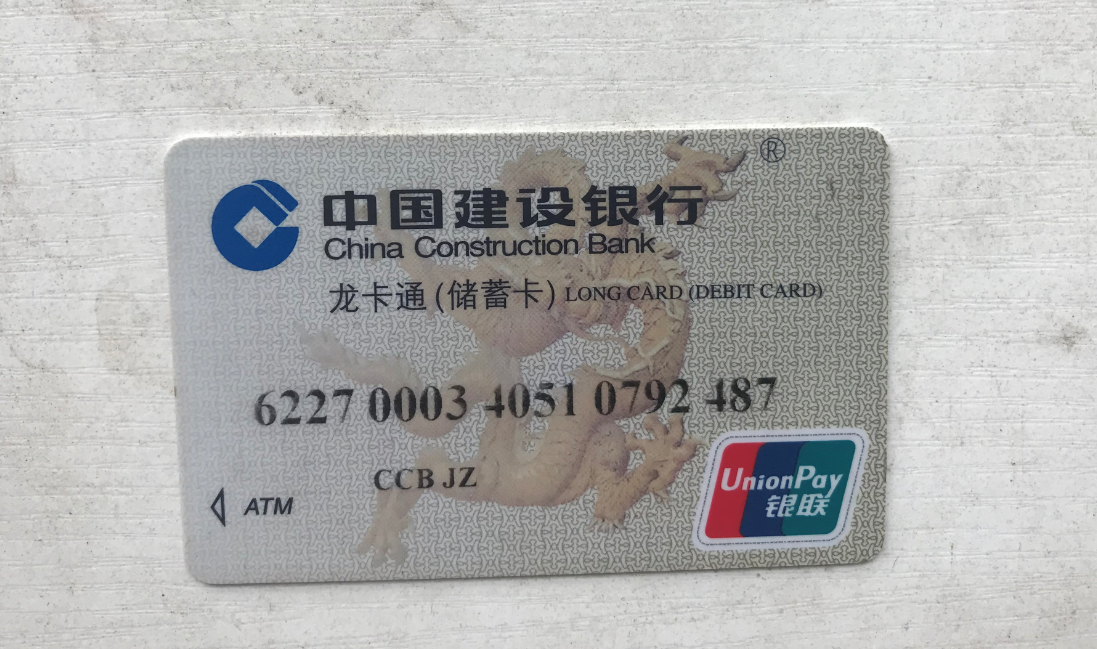 ®
中国建设银行
China Construction Bank
龙卡通(储蓄卡) LONG CARD (DEBIT CARD)
6227 0003 4051 0792 487
CCB JZ
ATM
UnionPay
银联